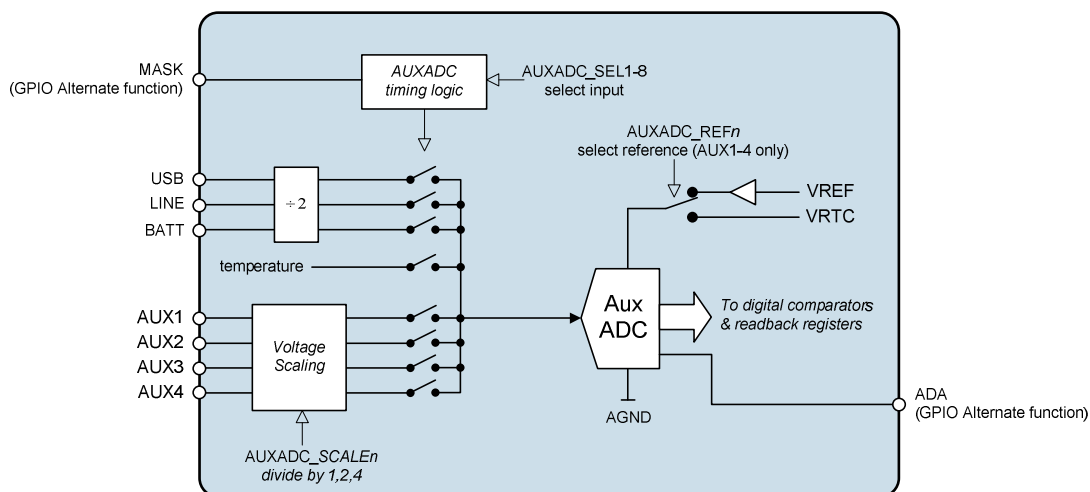 MASK
(GPIO Alternate function)
AUXADC
timing logic
AUXADC_SEL1-8
select input
AUXADC_REFn
select reference (AUX1-4 only)
USB
LINE
BATT
÷2
VREF
VRTC
temperature
AUX1
AUX2
AUX3
AUX4
Voltage
Scaling
Aux
ADC
To digital comparators
& readback registers
AGND
ADA
(GPIO Alternate function)
AUXADC_SCALEn
divide by 1,2,4